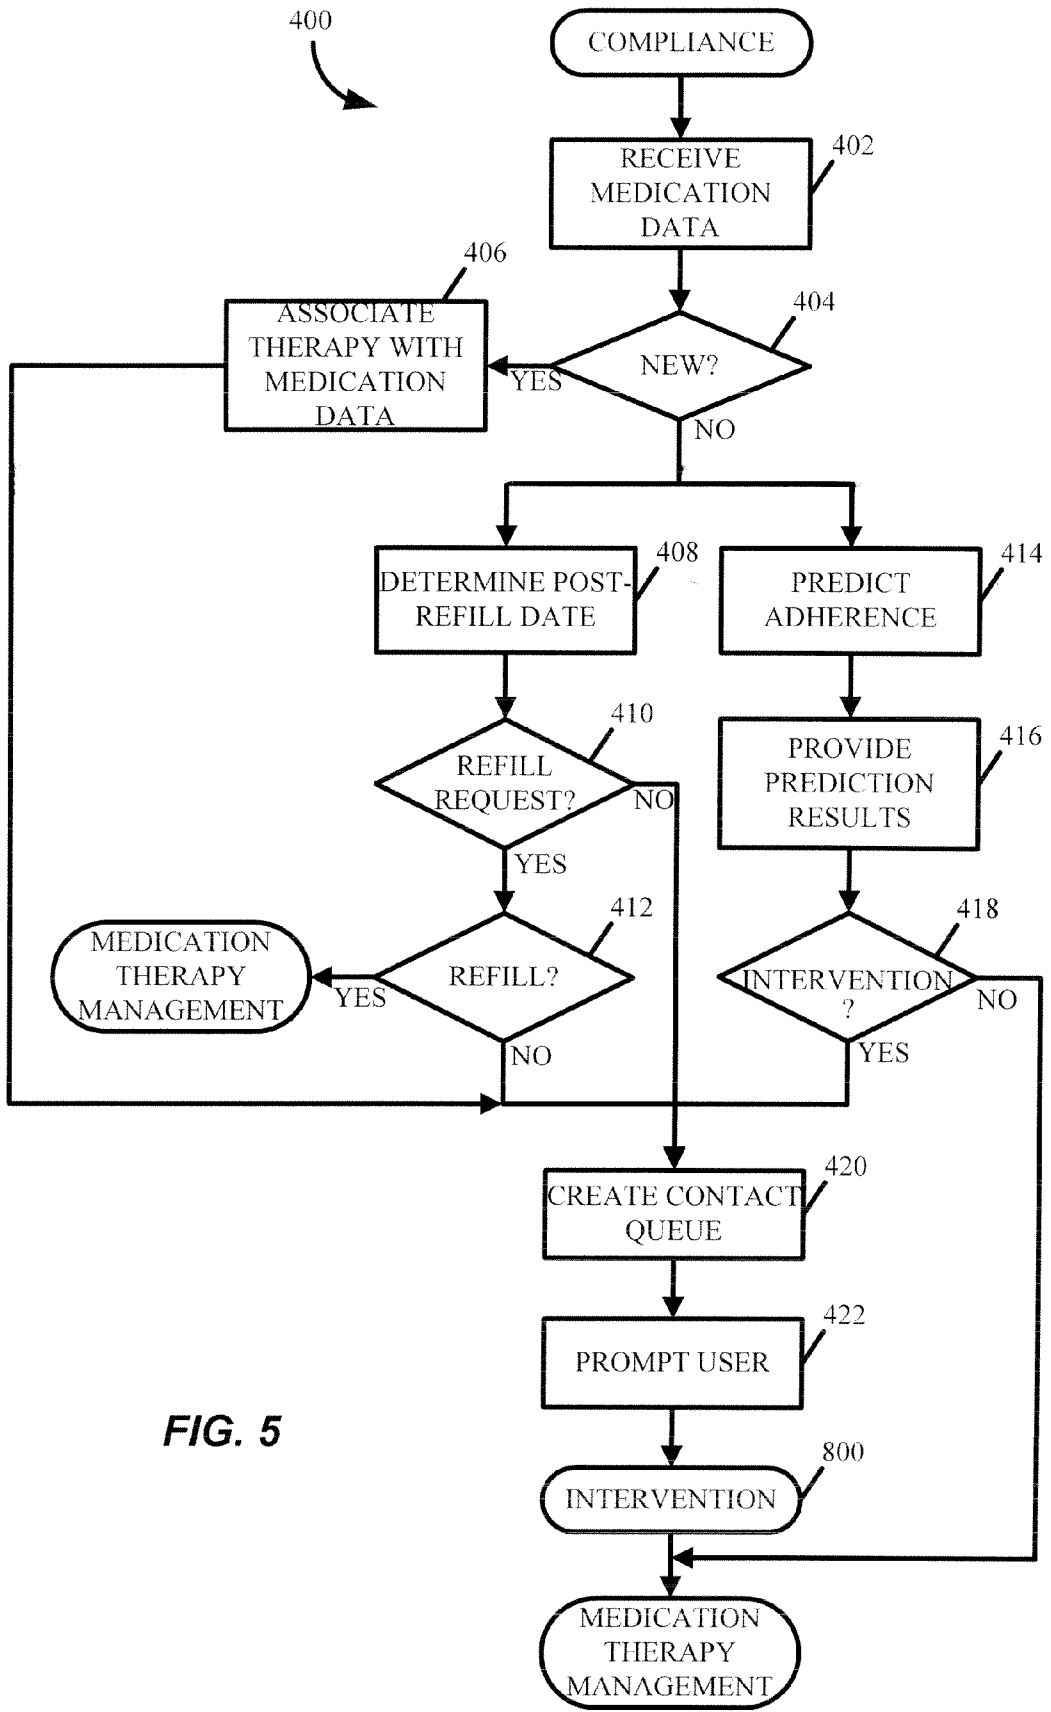 400
COMPLIANCE
402
RECEIVE
MEDICATION
DATA
406
ASSOCIATE
THERAPY WITH
MEDICATION
DATA
404
NEW?
YES
NO
408
DETERMINE POST-
REFILL DATE
414
PREDICT
ADHERENCE
410
REFILL
REQUEST?
NO
YES
416
PROVIDE
PREDICTION
RESULTS
412
REFILL?
YES
NO
MEDICATION
THERAPY
MANAGEMENT
418
INTERVENTION
?
NO
YES
420
CREATE CONTACT
QUEUE
422
PROMPT USER
FIG. 5
800
INTERVENTION
MEDICATION
THERAPY
MANAGEMENT